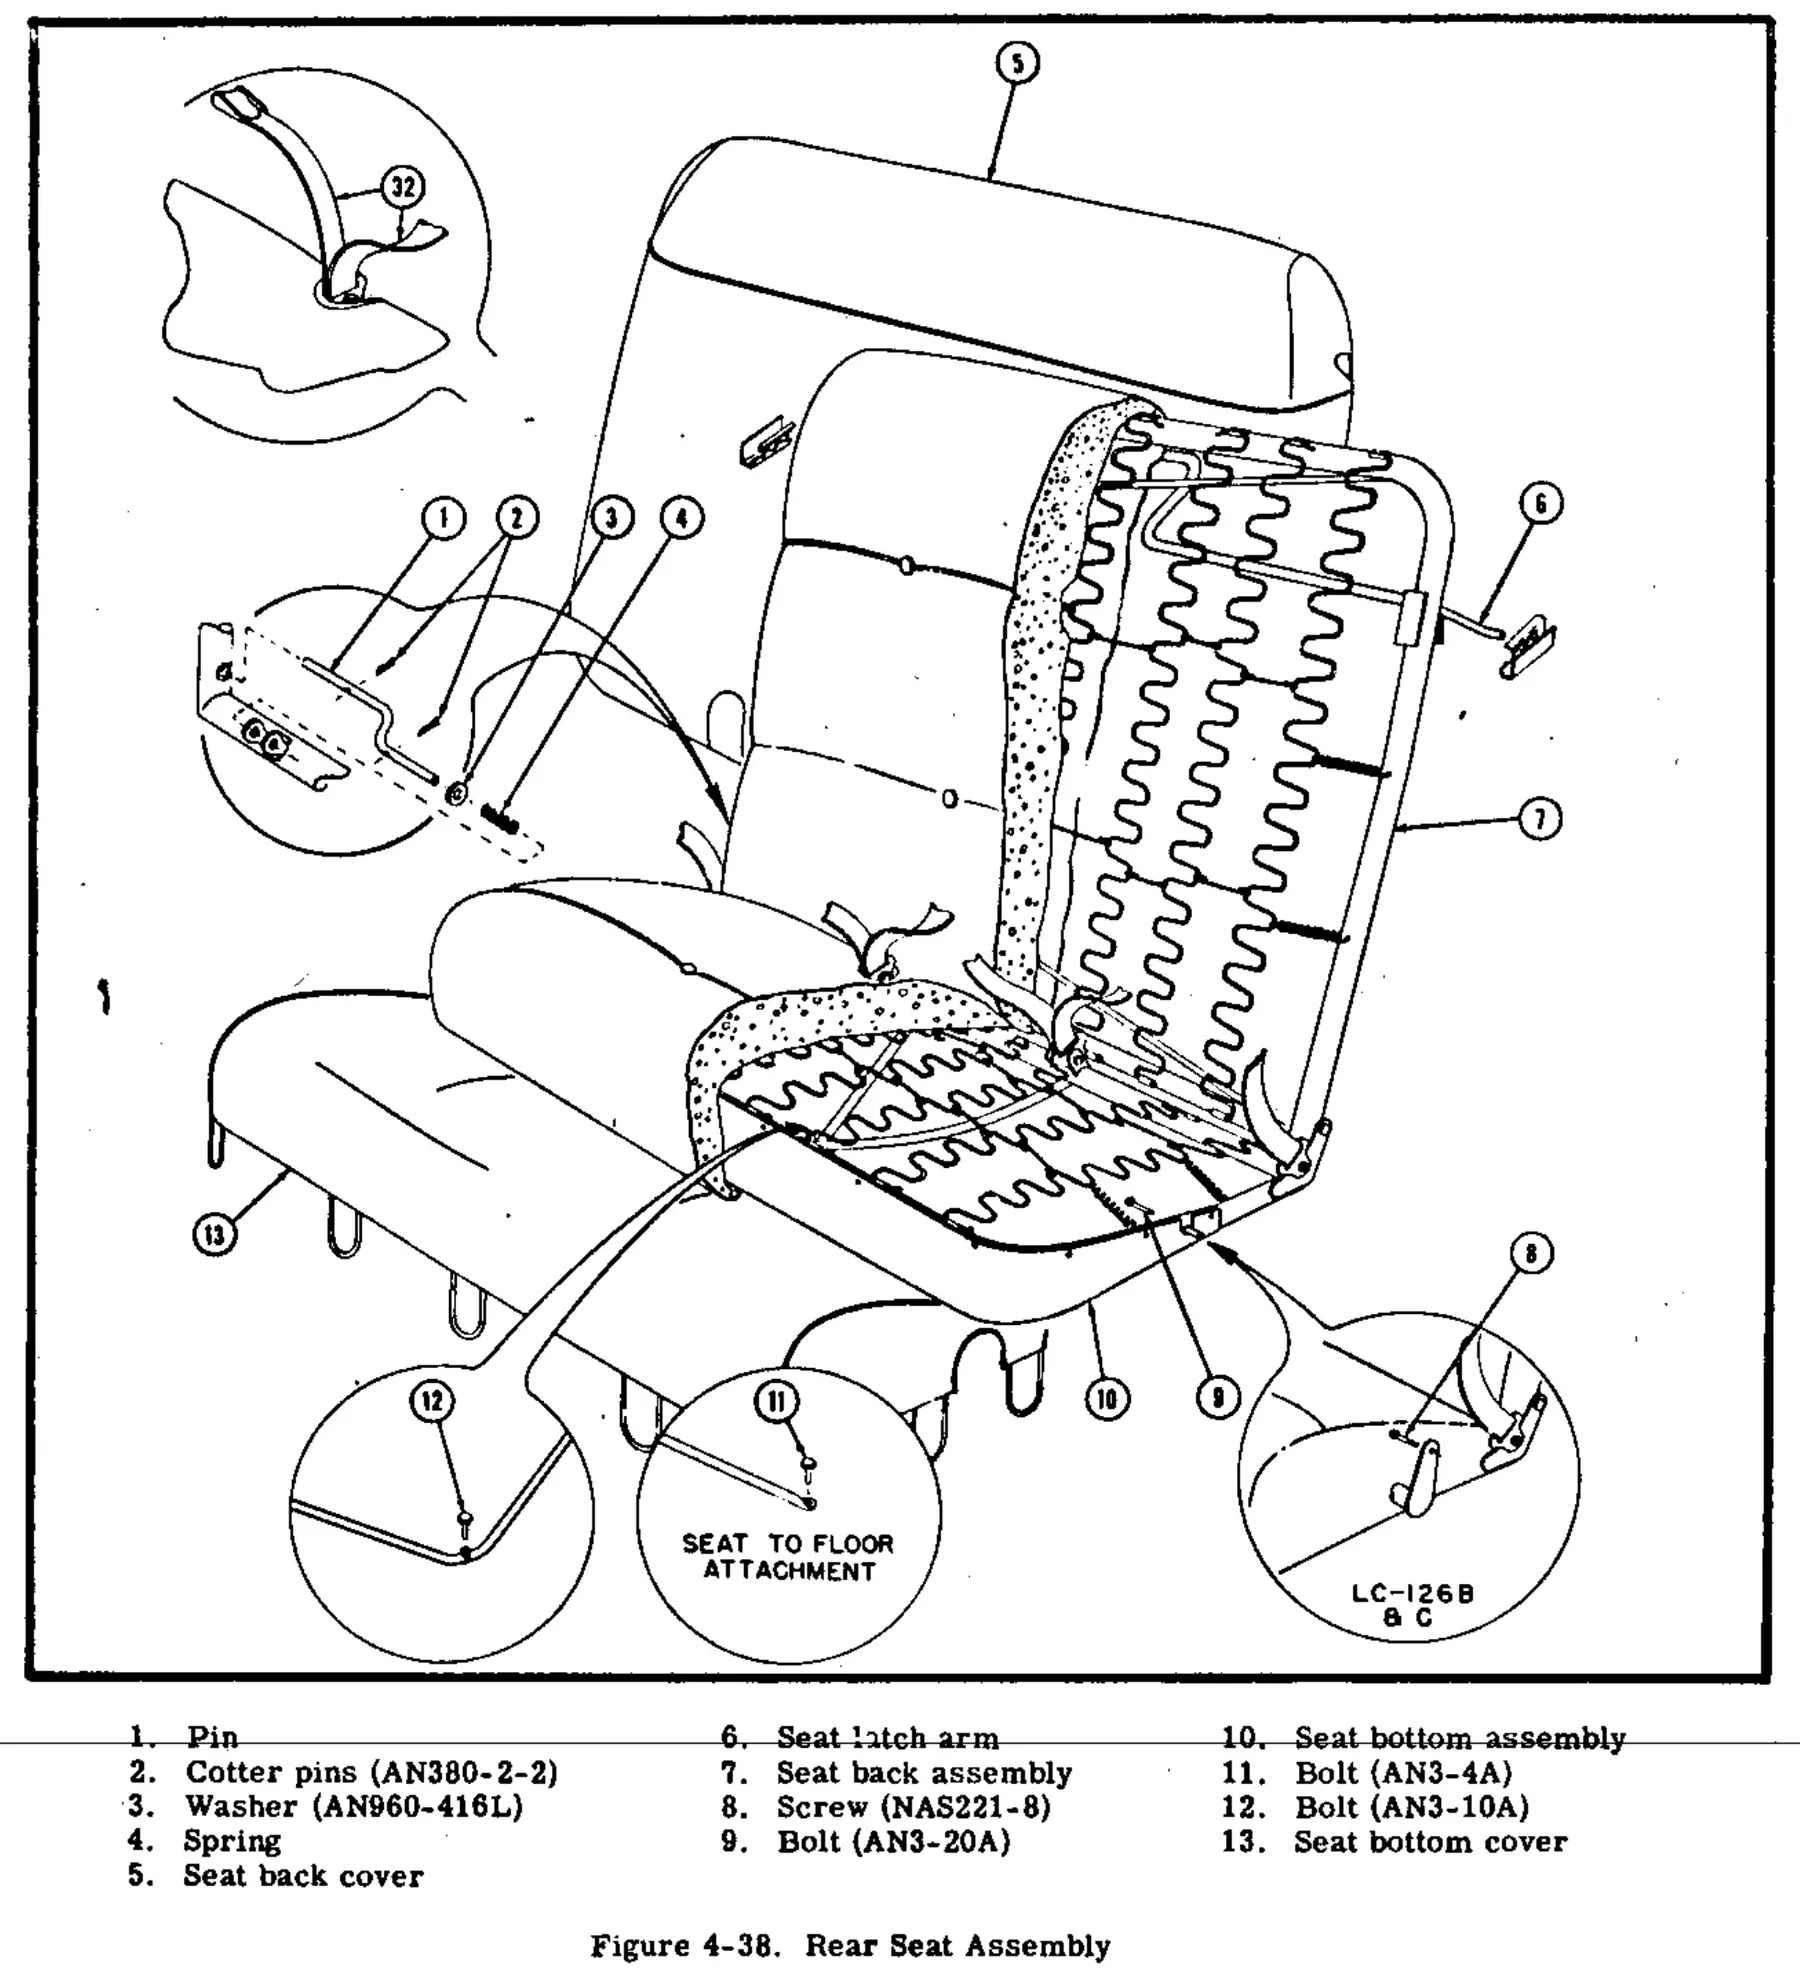 5
32
1
2
3
4
6
7
13
8
12
11
10
9
SEAT TO FLOOR
ATTACHMENT
LC-126B
& C
1. Pin
2. Cotter pins (AN380-2-2)
3. Washer (AN960-416L)
4. Spring
5. Seat back cover
6. Seat latch arm
7. Seat back assembly
8. Screw (NAS221-8)
9. Bolt (AN3-20A)
10. Seat bottom assembly
11. Bolt (AN3-4A)
12. Bolt (AN3-10A)
13. Seat bottom cover
Figure 4-38. Rear Seat Assembly